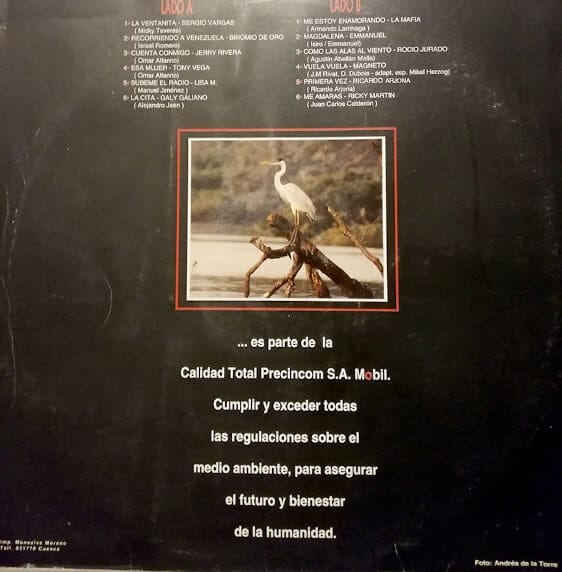 LADO A
1- LA VENTANITA - SERGIO VARGAS
( Micky Taveras)
2- RECORRIENDO A VENEZUELA - BINOMIO DE ORO
( Israel Romero)
3- CUENTA CONMIGO - JERRY RIVERA
( Omar Alfanno)
4- ESA MUJER - TONY VEGA
( Omar Alfanno)
5- SUBEME EL RADIO - LISA M.
( Manuel Jiménez )
6- LA CITA - GALY GALIANO
( Alejandro Jaen )
LADO B
1- ME ESTOY ENAMORANDO - LA MAFIA
( Armando Larrinaga )
2- MAGDALENA - EMMANUEL
( Isiro / Emmanuel)
3- COMO LAS ALAS AL VIENTO - ROCIO JURADO
( Agustín Abellán Malla)
4- VUELA VUELA - MAGNETO
( J.M Rivat, D. Dubois - adapt. esp. Mikel Herzog)
5- PRIMERA VEZ - RICARDO ARJONA
( Ricardo Arjona)
6- ME AMARAS - RICKY MARTIN
( Juan Carlos Calderón )
... es parte de la
Calidad Total Precincom S.A. Mobil.
Cumplir y exceder todas
las regulaciones sobre el
medio ambiente, para asegurar
el futuro y bienestar
de la humanidad.
Imp. Monsalve Moreno
Telf. 831778 Cuenca
Foto: Andrés de la Torre